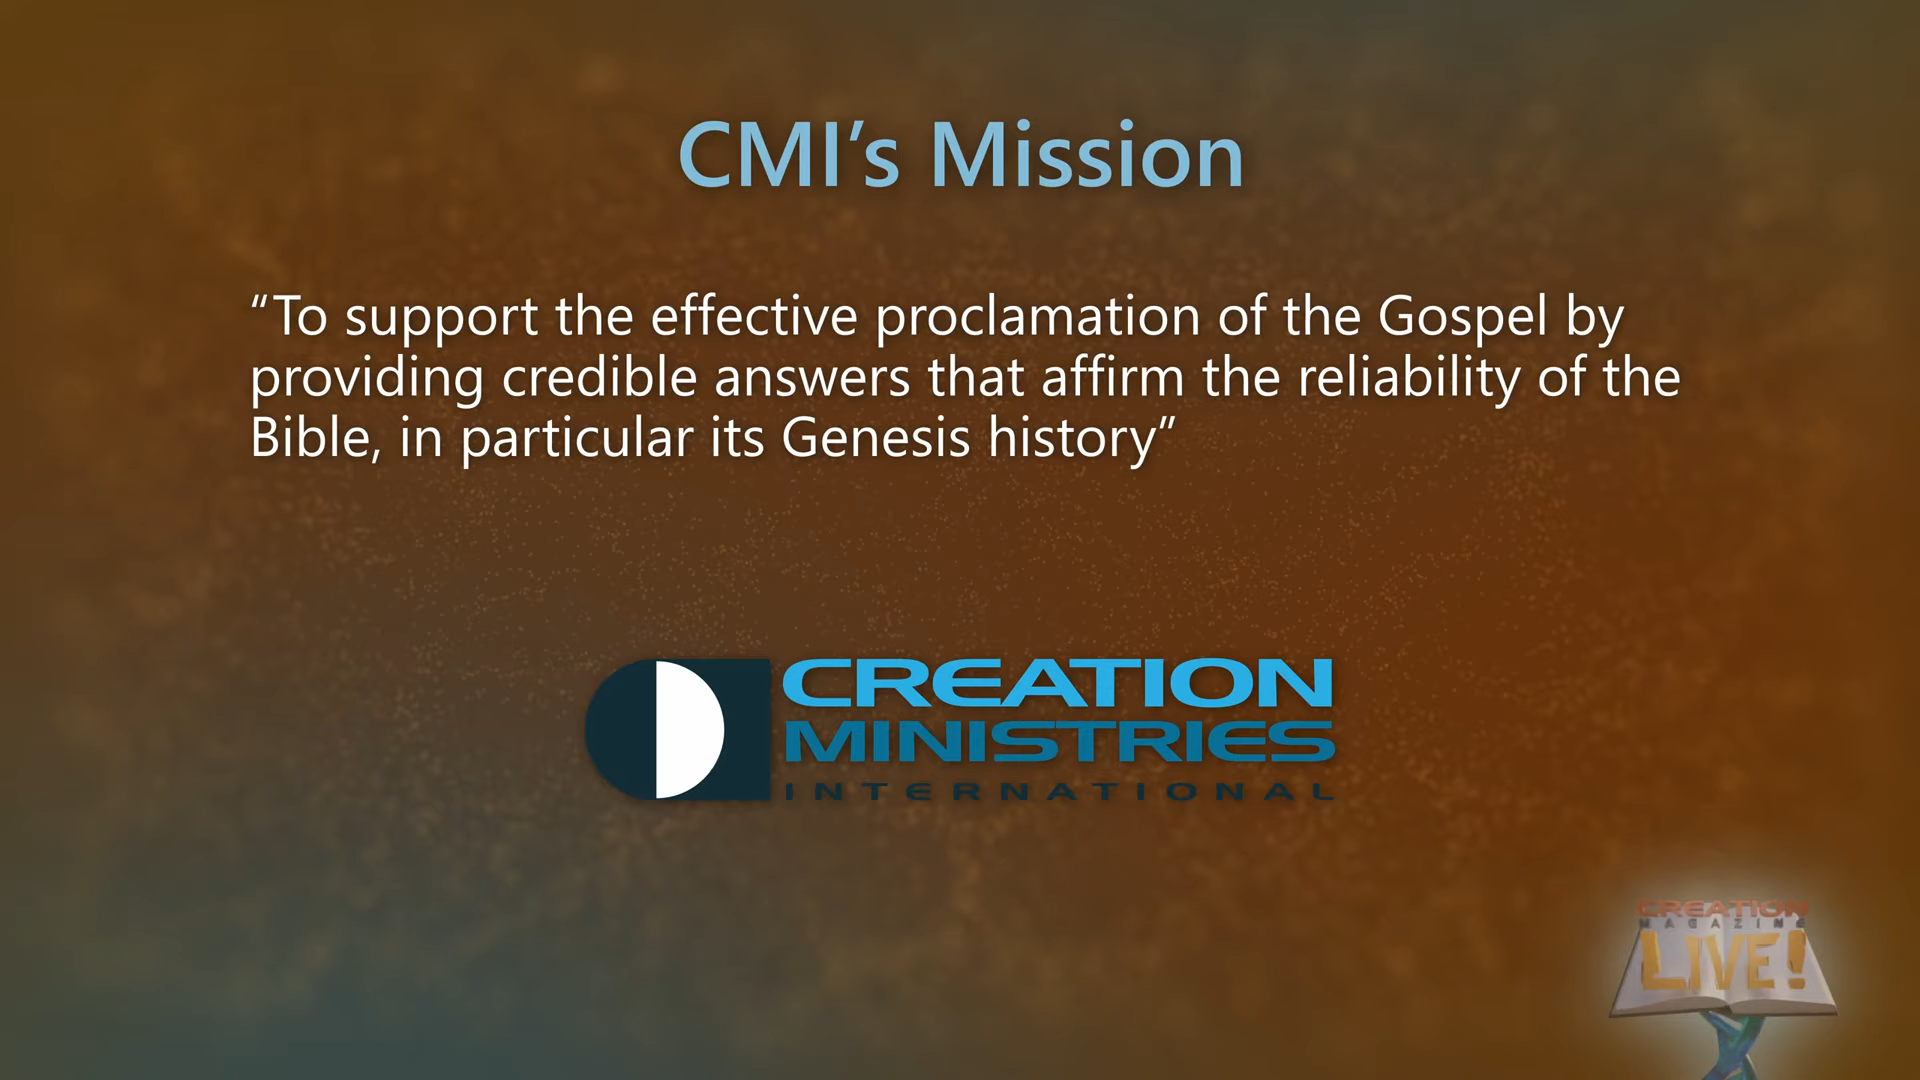 CMI’s Mission
“To support the effective proclamation of the Gospel by
providing credible answers that affirm the reliability of the
Bible, in particular its Genesis history”
CREATION
MINISTRIES
INTERNATIONAL
CREATION
MAGAZINE
LIVE!